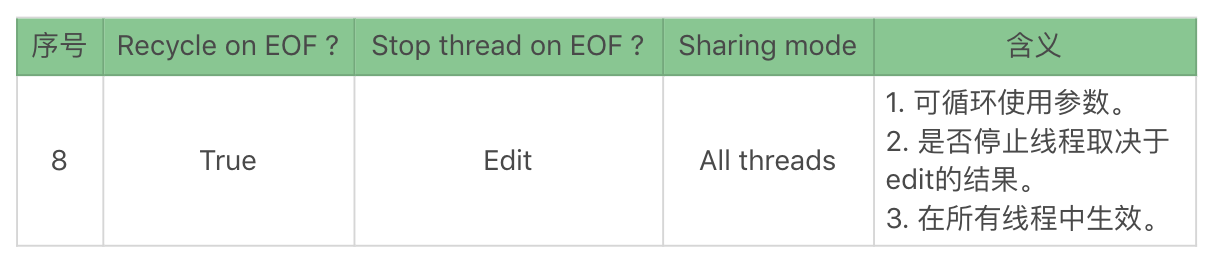 序号 Recycle on EOF ? Stop thread on EOF ? Sharing mode 含义
8 True Edit All threads
1. 可循环使用参数。
2. 是否停止线程取决于
edit的结果。
3. 在所有线程中生效。